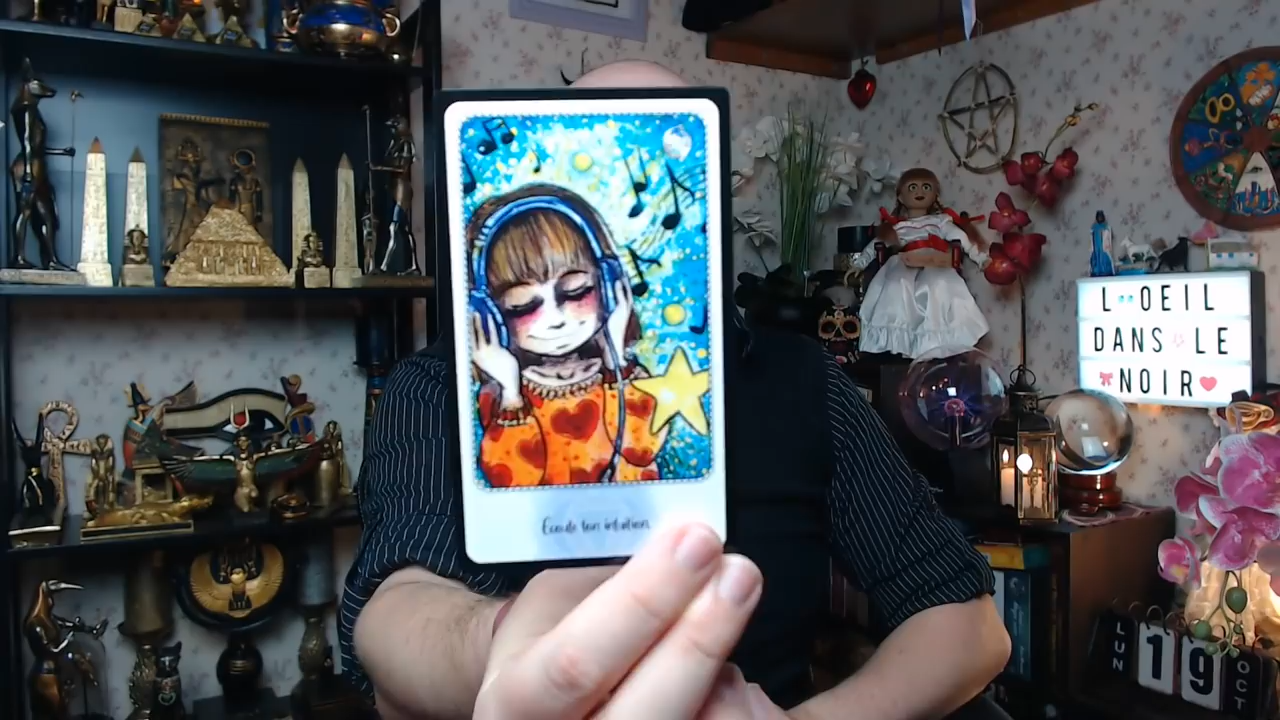 Écoute ton intuition
L'OEIL
DANS LE
NOIR
LUN
19
OCT